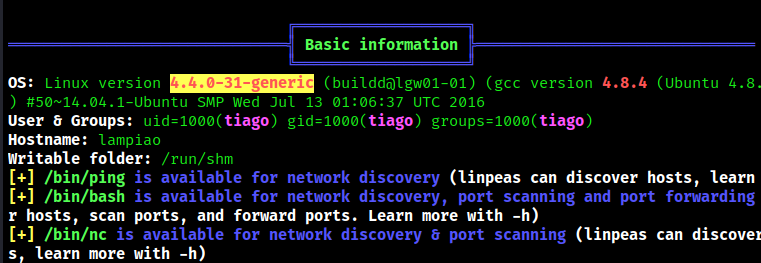 Basic information
OS: Linux version 4.4.0-31-generic (buildd@lgw01-01) (gcc version 4.8.4 (Ubuntu 4.8.
) #50~14.04.1-Ubuntu SMP Wed Jul 13 01:06:37 UTC 2016
User & Groups: uid=1000(tiago) gid=1000(tiago) groups=1000(tiago)
Hostname: lampiao
Writable folder: /run/shm
[+] /bin/ping is available for network discovery (linpeas can discover hosts, learn
[+] /bin/bash is available for network discovery, port scanning and port forwarding
r hosts, scan ports, and forward ports. Learn more with -h)
[+] /bin/nc is available for network discovery & port scanning (linpeas can discover
s, learn more with -h)